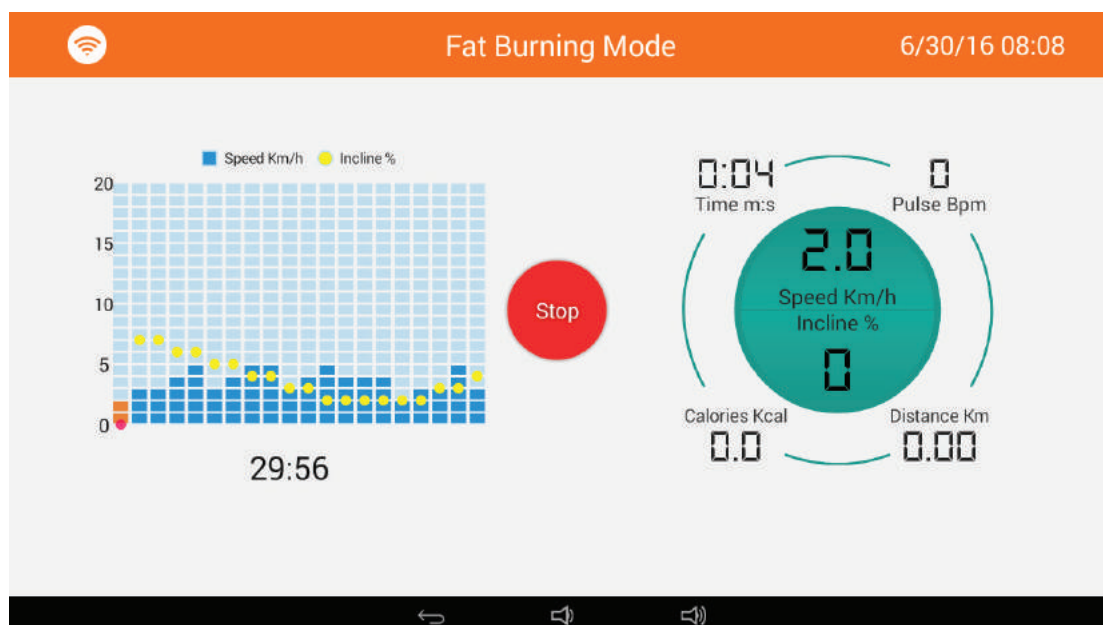 Fat Burning Mode
6/30/16 08:08
Speed Km/h
Incline %
20
15
10
5
0
29:56
Stop
0:04
Time m:s
0
Pulse Bpm
2.0
Speed Km/h
Incline %
0
Calories Kcal
0.0
Distance Km
0.00